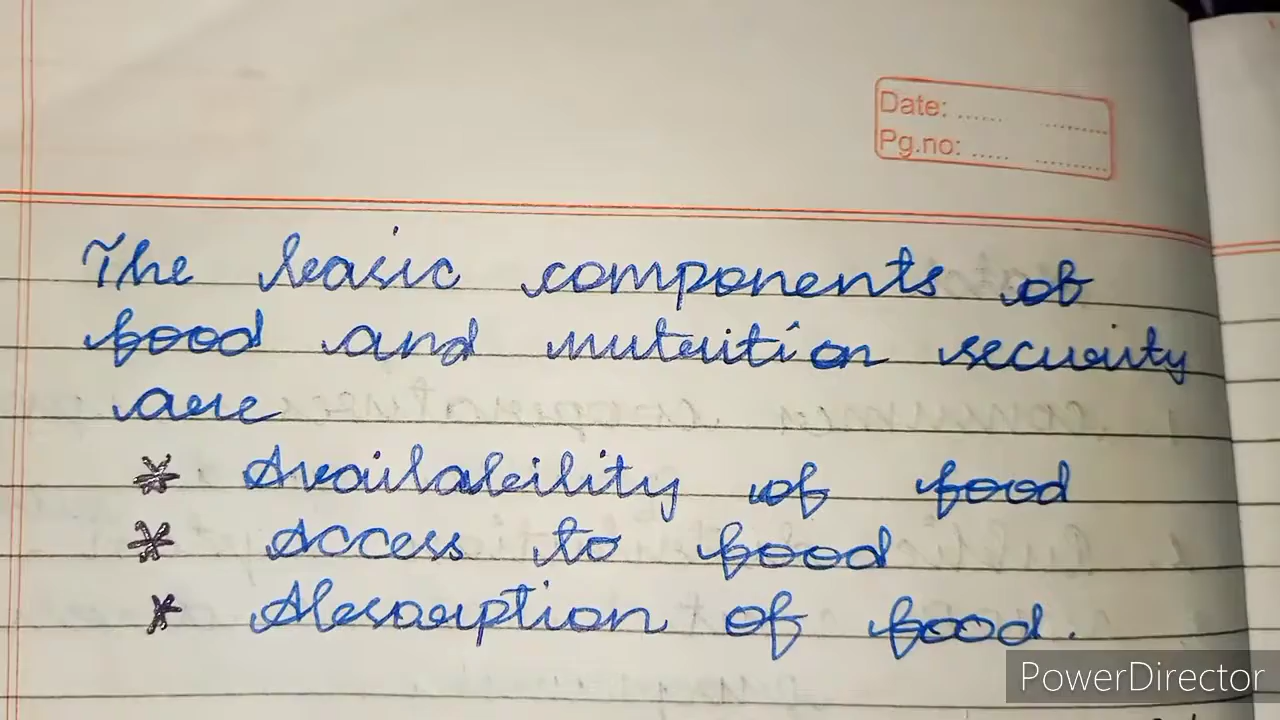 Date: ...... ..........
Pg.no: ..... ..........
The basic components of
food and nutrition security
are
* Availability of food
* Access to food
* Absorption of food.
PowerDirector